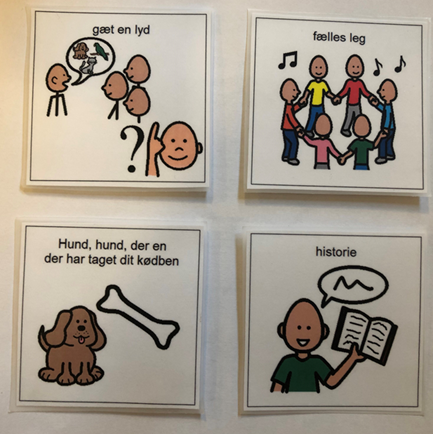 gæt en lyd
fælles leg
?
Hund, hund, der en
der har taget dit kødben
historie